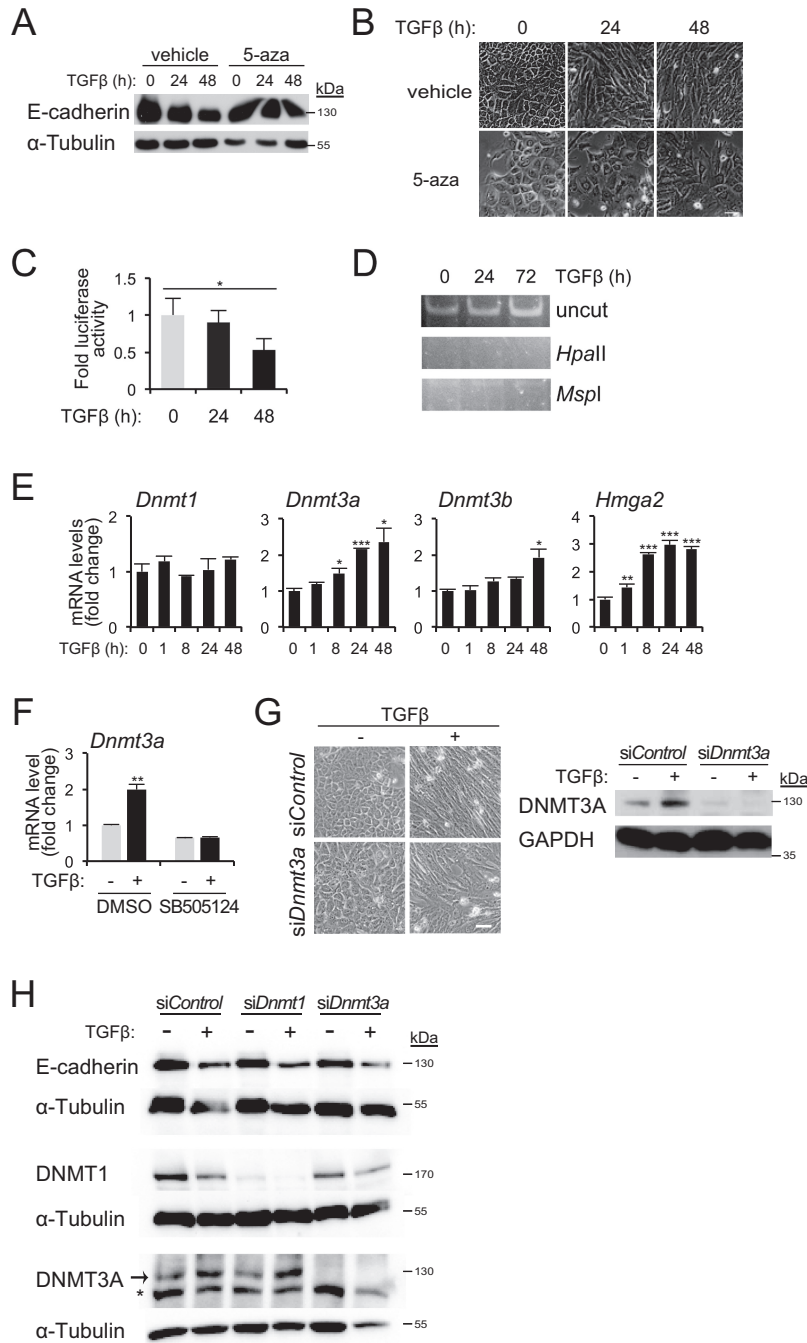 A
vehicle 5-aza
TGFβ (h): 0 24 48 0 24 48 kDa
E-cadherin 130
α-Tubulin 55
B
TGFβ (h): 0 24 48
vehicle
5-aza
C
Fold luciferase activity
1.5
1
0.5
0
*
TGFβ (h): 0 24 48
D
0 24 72 TGFβ (h)
uncut
HpaII
MspI
E
mRNA levels (fold change)
Dnmt1
2
1
0
TGFβ (h): 0 1 8 24 48
Dnmt3a
3
2
1
0
* *** *
0 1 8 24 48
Dnmt3b
3
2
1
0
*
0 1 8 24 48
Hmga2
4
3
2
1
0
** *** *** ***
0 1 8 24 48
F
Dnmt3a
mRNA level (fold change)
3
2
1
0
**
TGFβ: - + - +
DMSO SB505124
G
TGFβ
- +
siControl
siDnmt3a
siControl siDnmt3a
TGFβ: - + - + kDa
DNMT3A 130
GAPDH
35
H
siControl siDnmt1 siDnmt3a
TGFβ: - + - + - + kDa
E-cadherin 130
α-Tubulin 55
DNMT1 170
α-Tubulin 55
DNMT3A → 130
*
α-Tubulin 55